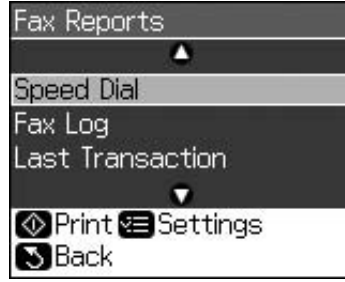 Fax Reports
Speed Dial
Fax Log
Last Transaction
Print Settings
Back